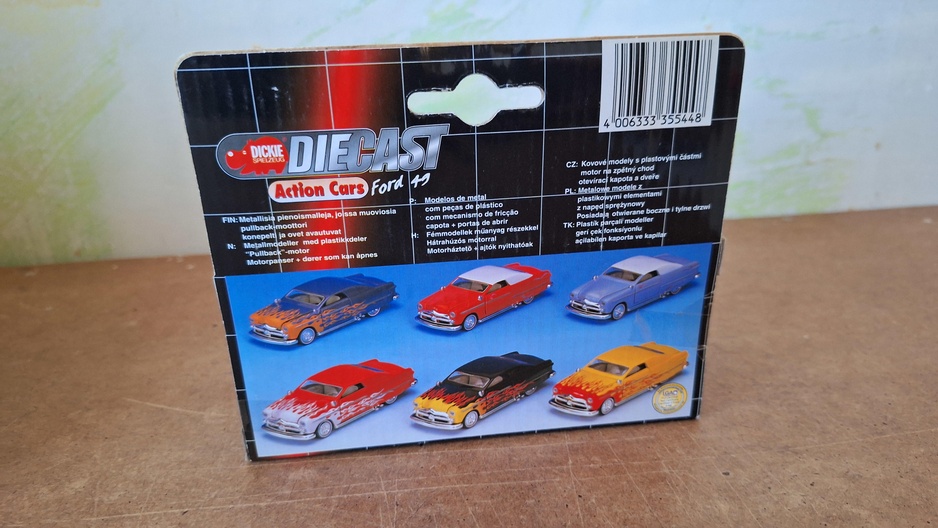 4 006333 355448
DICKIE
SPIELZEUG
DIECAST
Action Cars Ford 49
FIN: Metallisia pienoismalleja, joissa muoviosia
pullback-moottori
konepelti ja ovet avautuvat
N: Metallmodeller med plastikkdeler
"Pullback"-motor
Motorpanser + dører som kan åpnes
P: Modelos de metal
com peças de plástico
com mecanismo de fricção
capota + portas de abrir
H: Fémmodellek műanyag részekkel
Hátrahúzós motorral
Motorháztető + ajtók nyithatóak
CZ: Kovové modely s plastovými částmi
motor na zpětný chod
otevírací kapota a dveře
PL: Metalowe modele z
plastikowymi elementami
z napędem sprężynowy
Posiadają otwierane boczne i tylne drzwi
TK: Plastik parçali modeller
geri çek fonksiyonlu
açilabilen kaporta ve kapilar